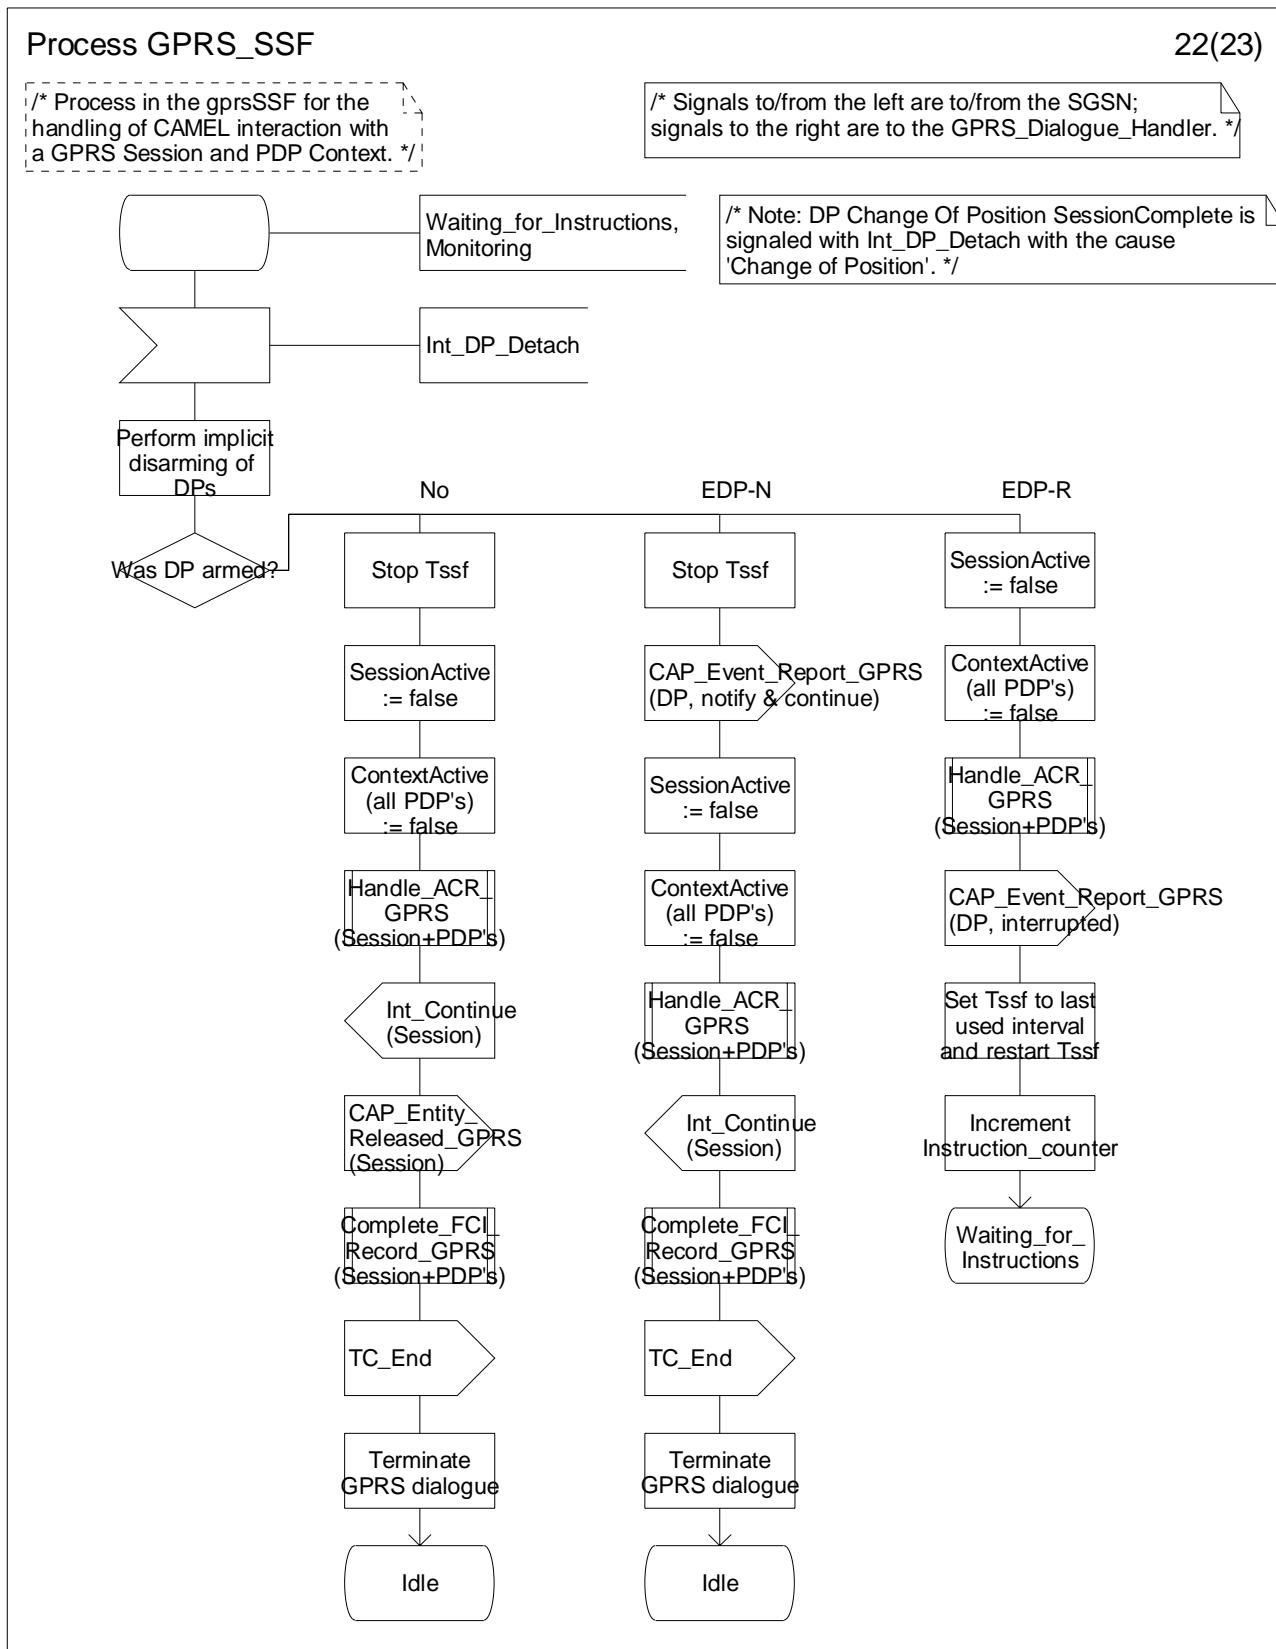 Process GPRS_SSF
22(23)
/* Process in the gprsSSF for the
handling of CAMEL interaction with
a GPRS Session and PDP Context. */
/* Signals to/from the left are to/from the SGSN;
signals to the right are to the GPRS_Dialogue_Handler. */
Waiting_for_Instructions,
Monitoring
/* Note: DP Change Of Position SessionComplete is
signaled with Int_DP_Detach with the cause
'Change of Position'. */
Int_DP_Detach
Perform implicit
disarming of
DPs
Was DP armed?
No
Stop Tssf
SessionActive
:= false
ContextActive
(all PDP's)
:= false
Handle_ACR_
GPRS
(Session+PDP's)
Int_Continue
(Session)
CAP_Entity_
Released_GPRS
(Session)
Complete_FCI_
Record_GPRS
(Session+PDP's)
TC_End
Terminate
GPRS dialogue
Idle
EDP-N
Stop Tssf
CAP_Event_Report_GPRS
(DP, notify & continue)
SessionActive
:= false
ContextActive
(all PDP's)
:= false
Handle_ACR_
GPRS
(Session+PDP's)
Int_Continue
(Session)
Complete_FCI_
Record_GPRS
(Session+PDP's)
TC_End
Terminate
GPRS dialogue
Idle
EDP-R
SessionActive
:= false
ContextActive
(all PDP's)
:= false
Handle_ACR_
GPRS
(Session+PDP's)
CAP_Event_Report_GPRS
(DP, interrupted)
Set Tssf to last
used interval
and restart Tssf
Increment
Instruction_counter
Waiting_for_
Instructions